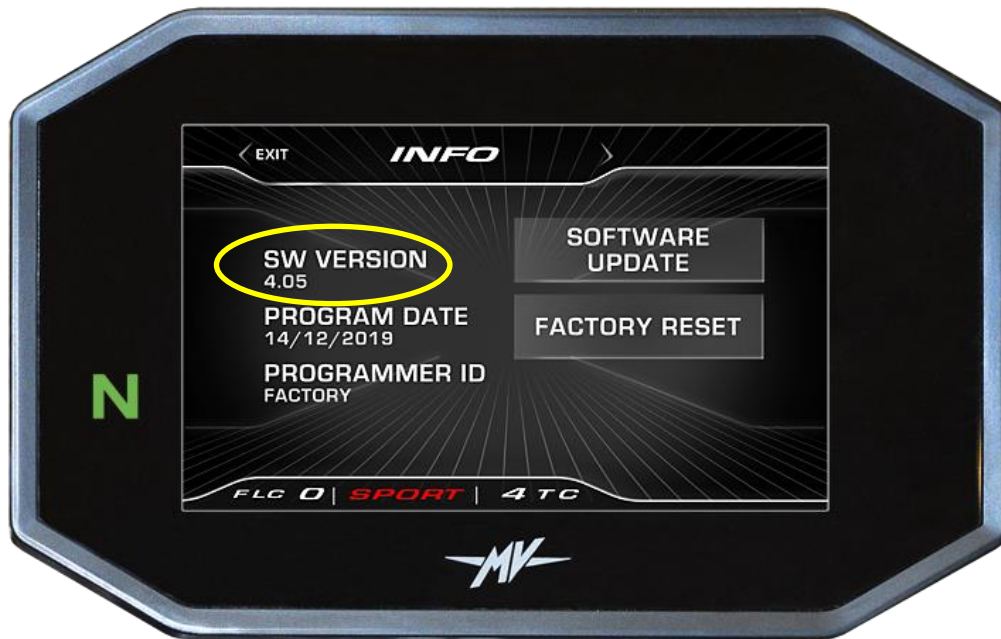 EXIT
INFO
SW VERSION
4.05
PROGRAM DATE
14/12/2019
PROGRAMMER ID
FACTORY
SOFTWARE
UPDATE
FACTORY RESET
N
FLC 0| SPORT | 4 TC
MV